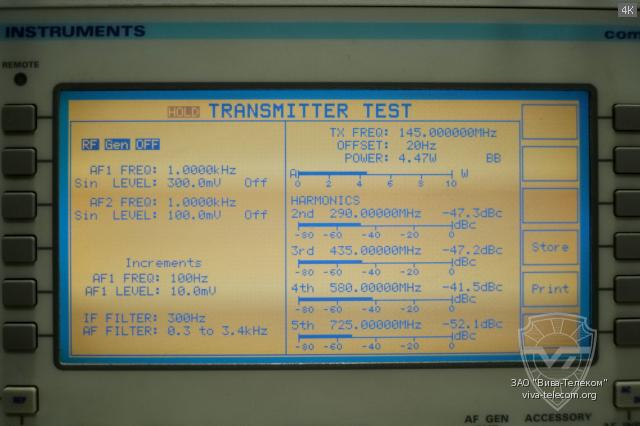 4K
INSTRUMENTS
com
REMOTE
HOLD TRANSMITTER TEST
RF Gen OFF
AF1 FREQ: 1.0000kHz
Sin LEVEL: 300.0mV Off
AF2 FREQ: 1.0000kHz
Sin LEVEL: 100.0mV Off
Increments
AF1 FREQ: 100Hz
AF1 LEVEL: 10.0mV
IF FILTER: 300Hz
AF FILTER: 0.3 to 3.4kHz
TX FREQ: 145.000000MHz
OFFSET: 20Hz
POWER: 4.47W BB
A W
0 2 4 6 8 10
HARMONICS
2nd 290.00000MHz -47.3dBc
dBc
-80 -60 -40 -20 0
3rd 435.00000MHz -47.2dBc
dBc
-80 -60 -40 -20 0
4th 580.00000MHz -41.5dBc
dBc
-80 -60 -40 -20 0
5th 725.00000MHz -52.1dBc
dBc
-80 -60 -40 -20 0
Store
Print
ЗАО "Вива-Телеком"
viva-telecom.org
AF GEN ACCESSORY